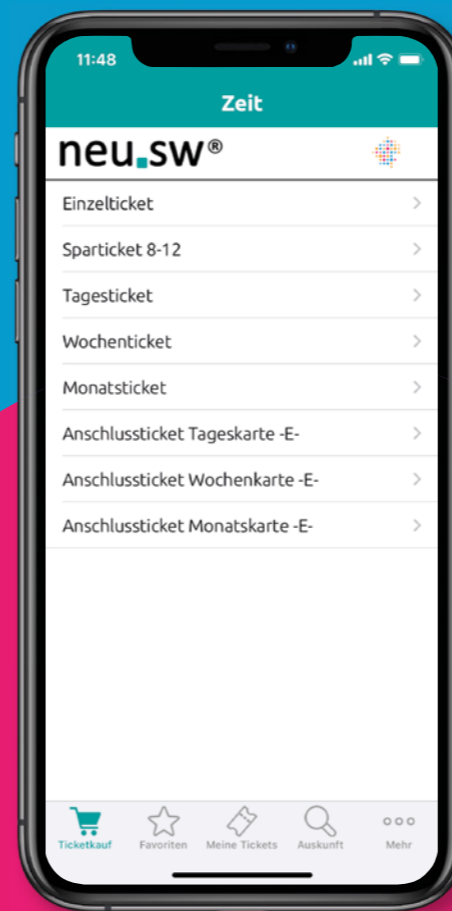 11:48
Zeit
neu.sw®
Einzelticket
Sparticket 8-12
Tagesticket
Wochenticket
Monatsticket
Anschlussticket Tageskarte -E-
Anschlussticket Wochenkarte -E-
Anschlussticket Monatskarte -E-
Ticketkauf Favoriten Meine Tickets Auskunft Mehr